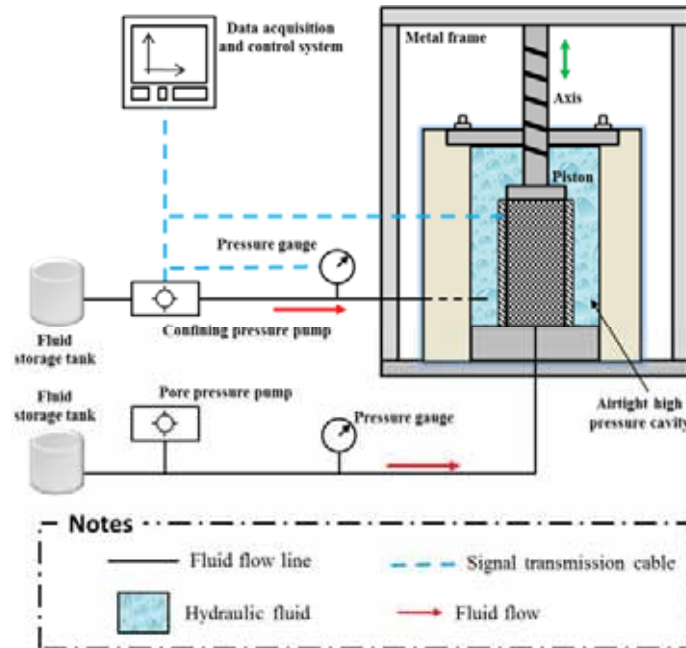 Data acquisition
and control system
Metal frame
Axis
Piston
Pressure gauge
Confining pressure pump
Fluid
storage tank
Fluid
storage tank
Pore pressure pump
Pressure gauge
Airtight high
pressure cavity
Notes
Fluid flow line
Signal transmission cable
Hydraulic fluid
Fluid flow